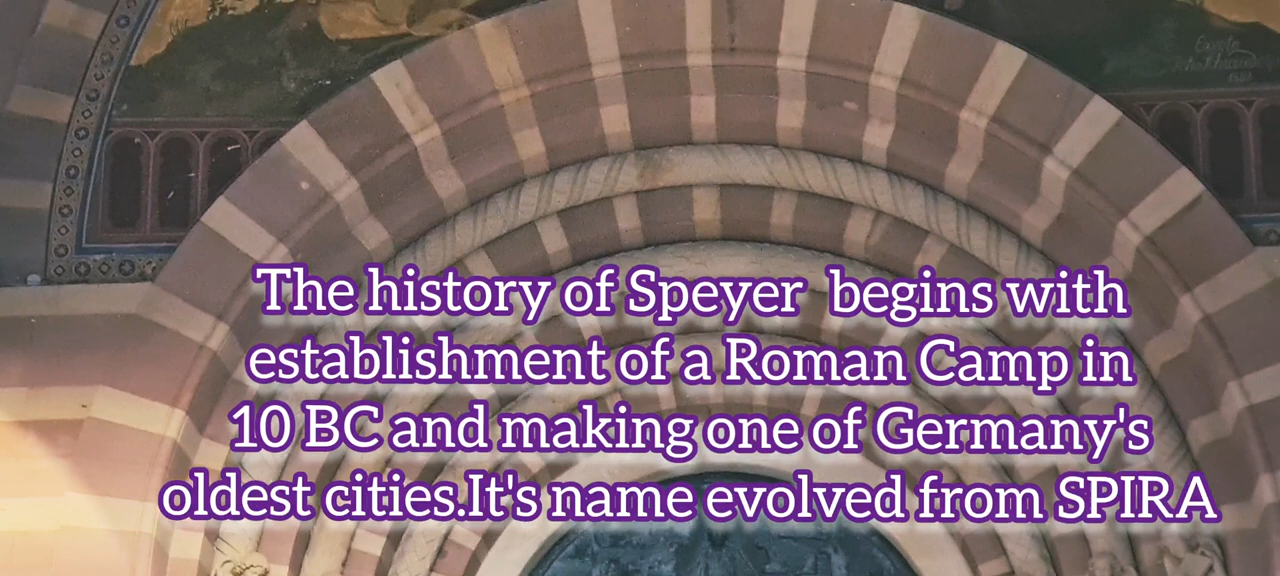 The history of Speyer begins with
establishment of a Roman Camp in
10 BC and making one of Germany's
oldest cities.It's name evolved from SPIRA